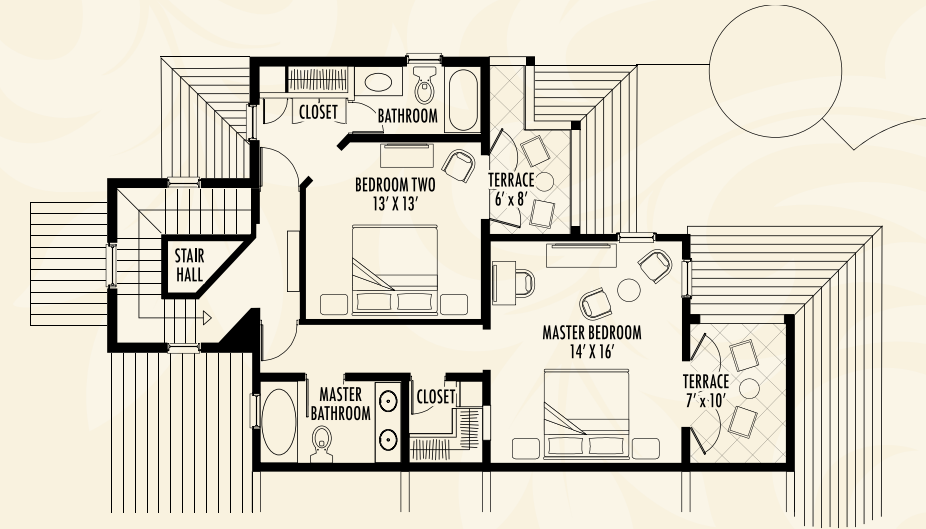 CLOSET
BATHROOM
BEDROOM TWO
13' X 13'
TERRACE
6' x 8'
STAIR
HALL
MASTER BEDROOM
14' X 16'
TERRACE
7' x 10'
MASTER
BATHROOM
CLOSET